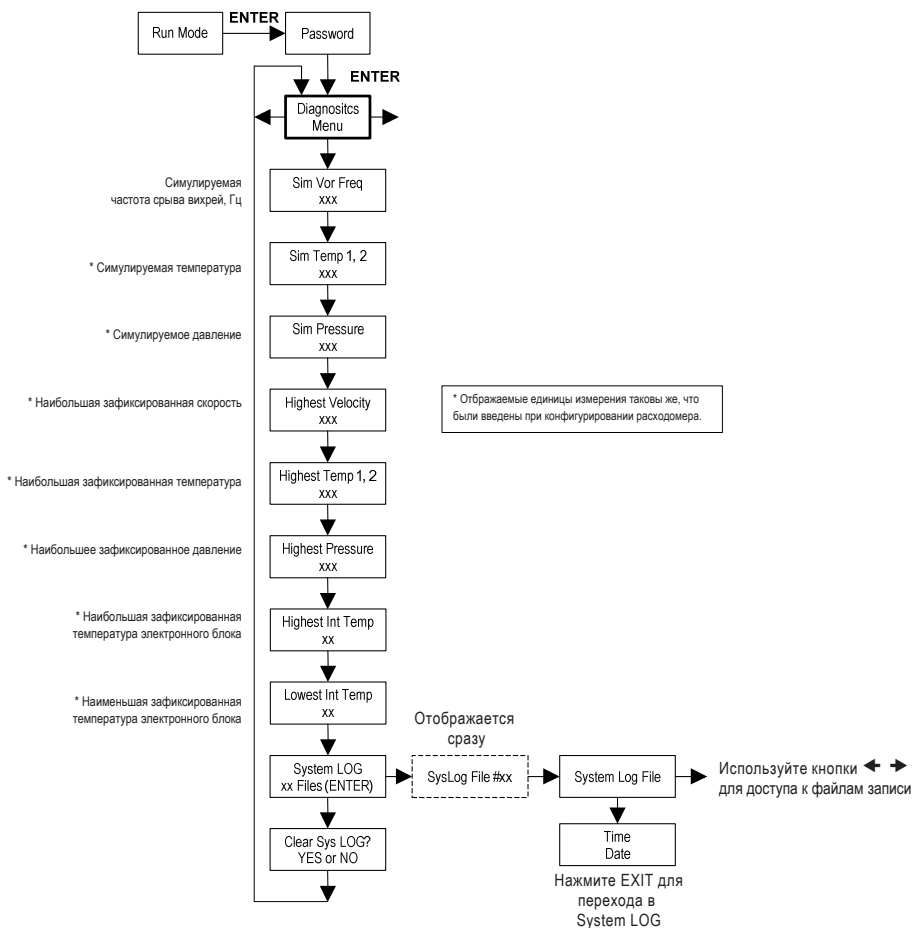 ENTER
Run Mode
Password
ENTER
Diagnositcs
Menu
Симулируемая
частота срыва вихрей, Гц
Sim Vor Freq
xxx
* Симулируемая температура
Sim Temp 1, 2
xxx
* Симулируемое давление
Sim Pressure
xxx
* Наибольшая зафиксированная скорость
Highest Velocity
xxx
* Отбражаемые единицы измерения таковы же, что
были введены при конфигурировании расходомера.
* Наибольшая зафиксированная температура
Highest Temp 1, 2
xxx
* Наибольшее зафиксированное давление
Highest Pressure
xxx
* Наибольшая зафиксированная
температура электронного блока
Highest Int Temp
xx
* Наименьшая зафиксированная
температура электронного блока
Lowest Int Temp
xx
Отображается
сразу
System LOG
xx Files (ENTER)
SysLog File #xx
System Log File
Используйте кнопки
для доступа к файлам записи
Clear Sys LOG?
YES or NO
Time
Date
Нажмите EXIT для
перехода в
System LOG